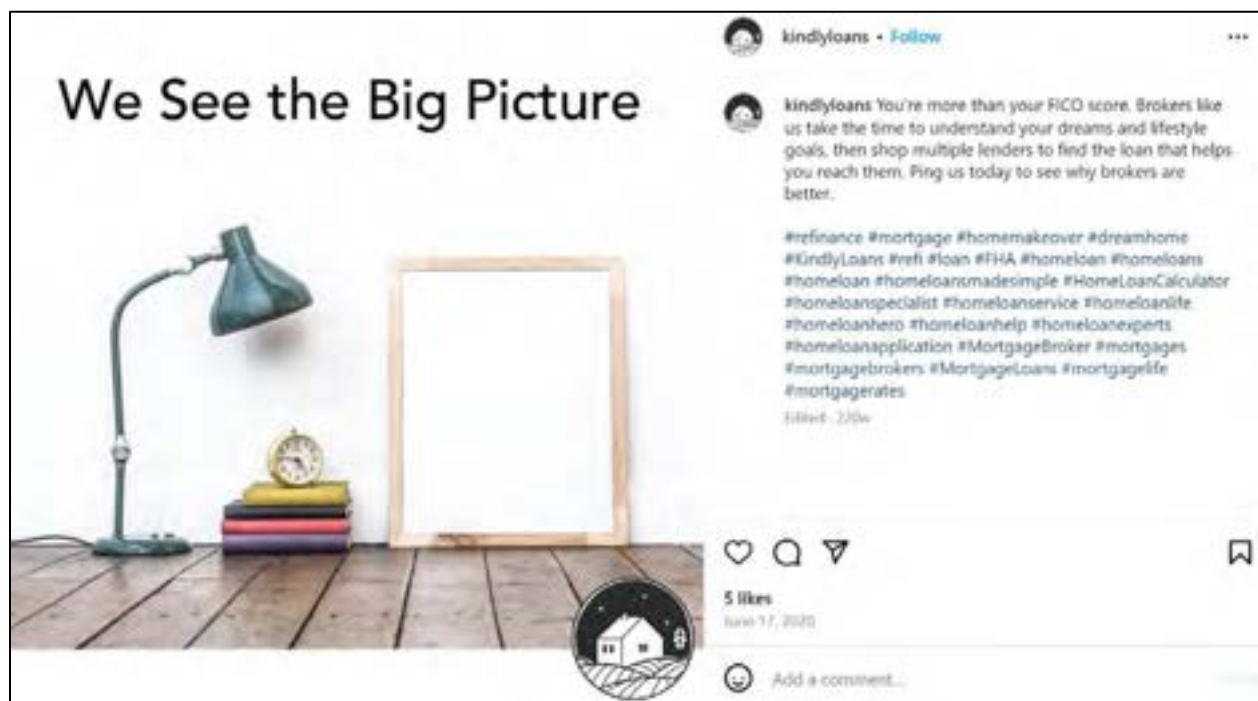 We See the Big Picture
kindlyloans • Follow
kindlyloans You're more than your FICO score. Brokers like
us take the time to understand your dreams and lifestyle
goals, then shop multiple lenders to find the loan that helps
you reach them. Ping us today to see why brokers are
better.
#refinance #mortgage #homemakeover #dreamhome
#KindlyLoans #refi #loan #FHA #homeloan #homeloans
#homeloan #homeloansmadesimple #HomeLoanCalculator
#homeloanspecialist #homeloanservice #homeloanlife
#homeloanhero #homeloanhelp #homeloanexperts
#homeloanapplication #MortgageBroker #mortgages
#mortgagebrokers #MortgageLoans #mortgagelife
#mortgagerates
Edited · 220w
5 likes
June 17, 2020
Add a comment...